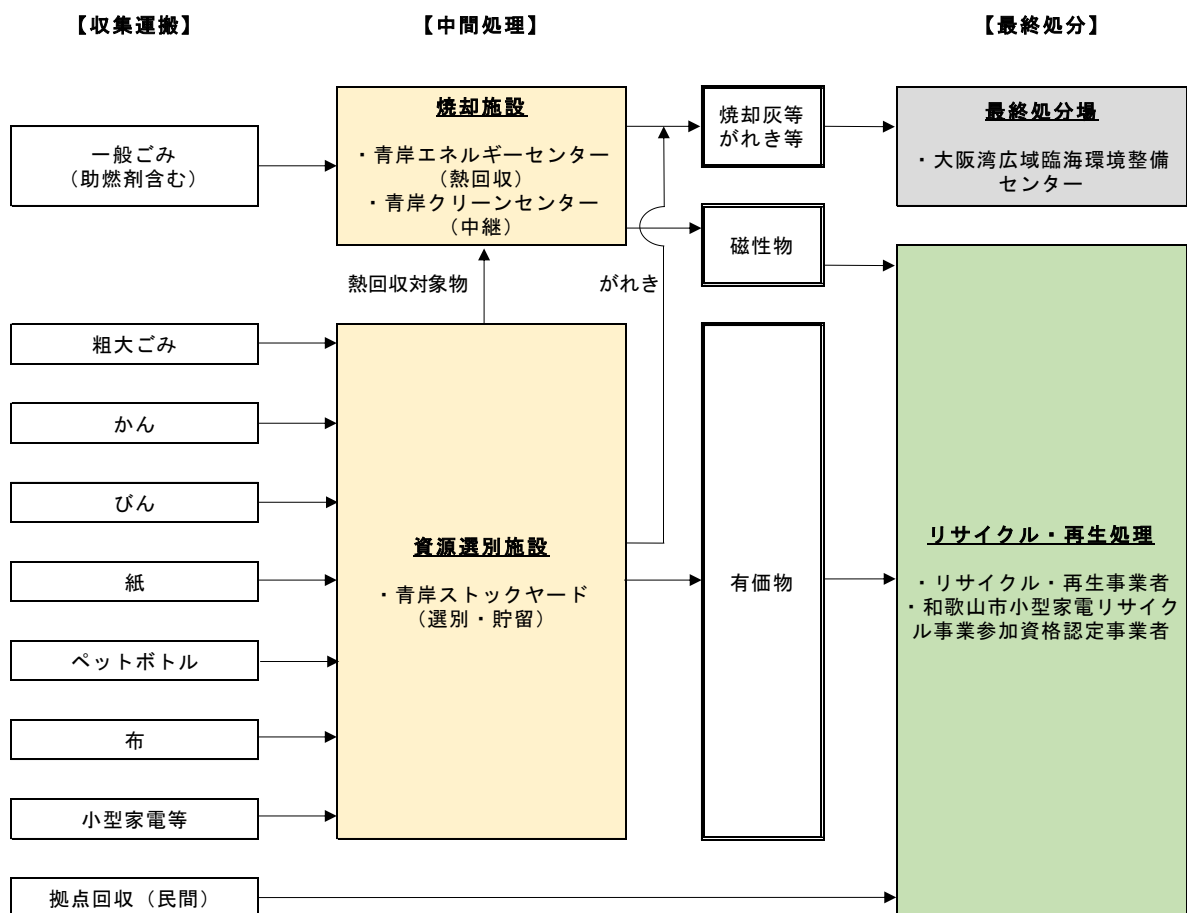 【収集運搬】
【中間処理】
【最終処分】
一般ごみ
（助燃剤含む）
焼却施設
・青岸エネルギーセンター
（熱回収）
・青岸クリーンセンター
（中継）
焼却灰等
がれき等
最終処分場
・大阪湾広域臨海環境整備
センター
磁性物
熱回収対象物
がれき
粗大ごみ
かん
びん
紙
ペットボトル
布
小型家電等
拠点回収（民間）
資源選別施設
・青岸ストックヤード
（選別・貯留）
有価物
リサイクル・再生処理
・リサイクル・再生事業者
・和歌山市小型家電リサイク
ル事業参加資格認定事業者